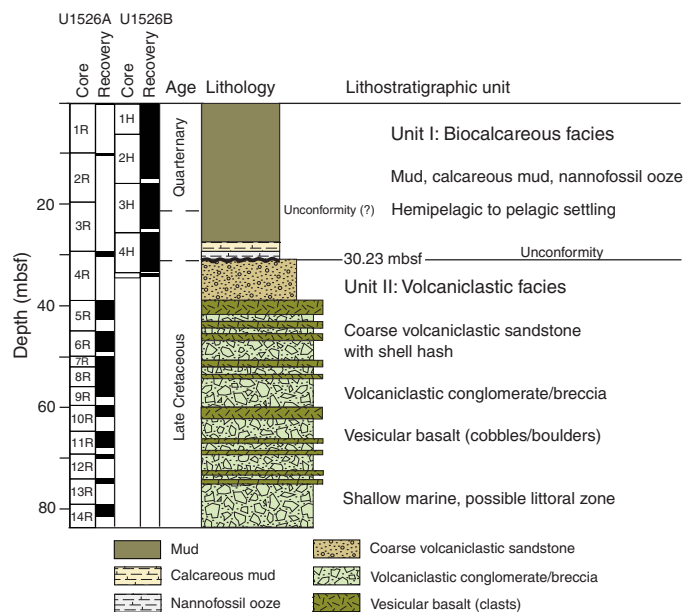 U1526A U1526B
Core
Recovery
Core
Recovery
Age Lithology Lithostratigraphic unit
Depth (mbsf)
20
40
60
80
1R
2R
3R
4R
5R
6R
7R
8R
9R
10R
11R
12R
13R
14R
1H
2H
3H
4H
Quarternary
Late Cretaceous
Unit I: Biocalcareous facies
Mud, calcareous mud, nannofossil ooze
Unconformity (?)
Hemipelagic to pelagic settling
30.23 mbsf
Unconformity
Unit II: Volcaniclastic facies
Coarse volcaniclastic sandstone
with shell hash
Volcaniclastic conglomerate/breccia
Vesicular basalt (cobbles/boulders)
Shallow marine, possible littoral zone
Mud
Calcareous mud
Nannofossil ooze
Coarse volcaniclastic sandstone
Volcaniclastic conglomerate/breccia
Vesicular basalt (clasts)